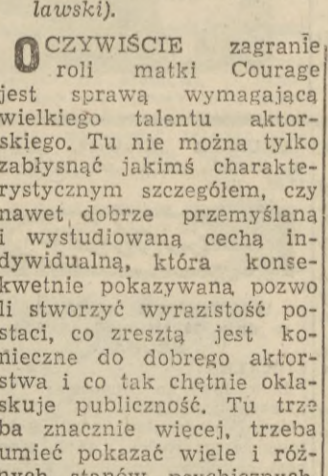 lawski).
OCZYWIŚCIE zagranie
roli matki Courage
jest sprawą wymagającą
wielkiego talentu aktor-
skiego. Tu nie można tylko
zabłysnąć jakimś charakte-
rystycznym szczegółem, czy
nawet dobrze przemyślaną
i wystudiowaną cechą in-
dywidualną, która konse-
kwetnie pokazywana pozwo
li stworzyć wyrazistość po-
staci, co zresztą jest ko-
nieczne do dobrego aktor-
stwa i co tak chętnie okla-
skuje publiczność. Tu trze
ba znacznie więcej, trzeba
umieć pokazać wiele i róż-
nych stanów psychicznych